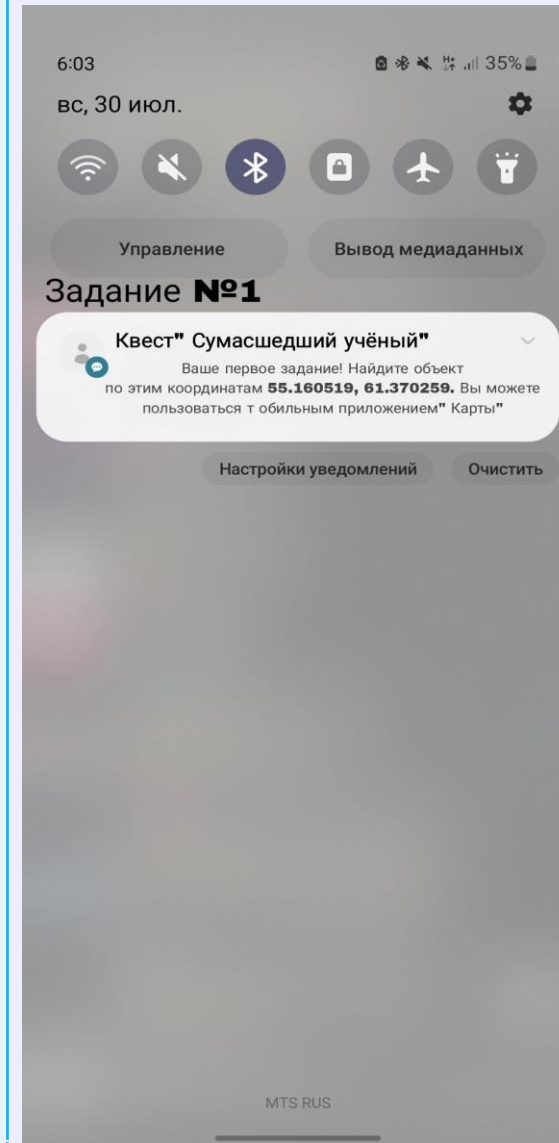 6:03 35%
вс, 30 июл.
Управление Вывод медиаданных
Задание №1
Квест" Сумасшедший учёный"
Ваше первое задание! Найдите объект
по этим координатам 55.160519, 61.370259. Вы можете
пользоваться т обильным приложением" Карты"
Настройки уведомлений Очистить
MTS RUS